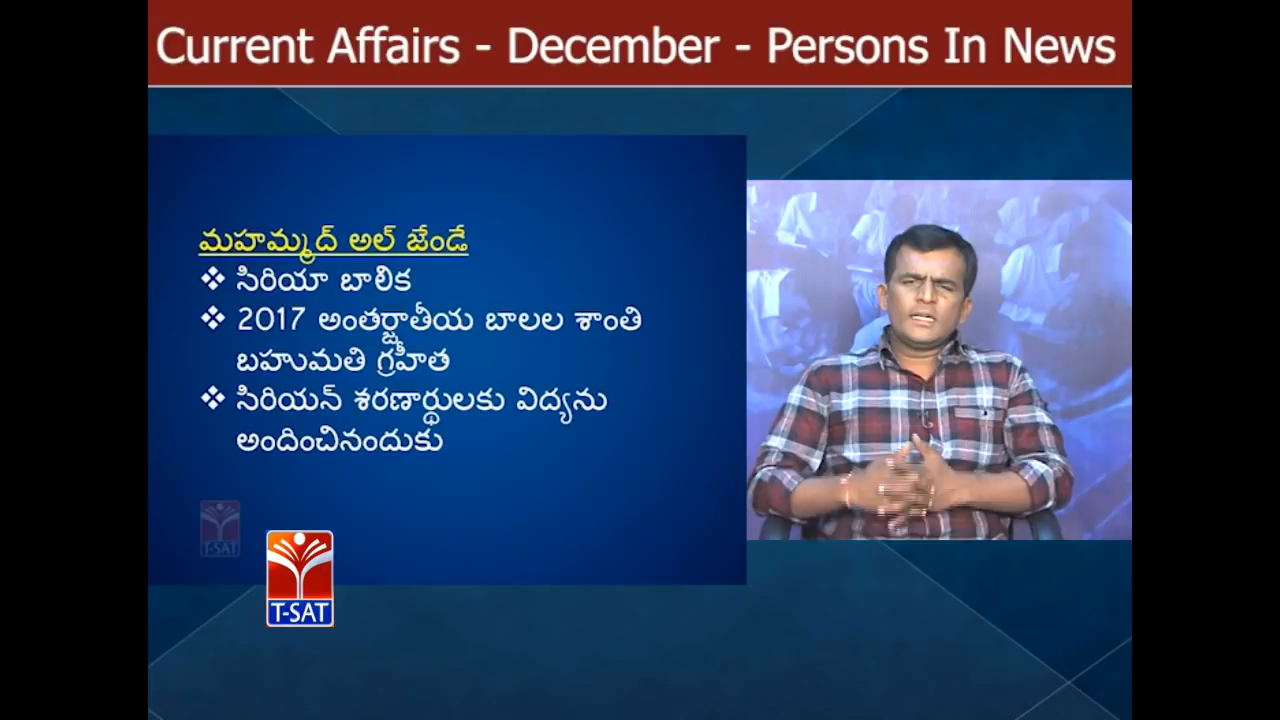 Current Affairs - December - Persons In News
మహమ్మద్ అల్ జేండే
❖ సిరియా బాలిక
❖ 2017 అంతర్జాతీయ బాలల శాంతి
బహుమతి గ్రహీత
❖ సిరియన్ శరణార్థులకు విద్యను
అందించినందుకు
T-SAT
T-SAT